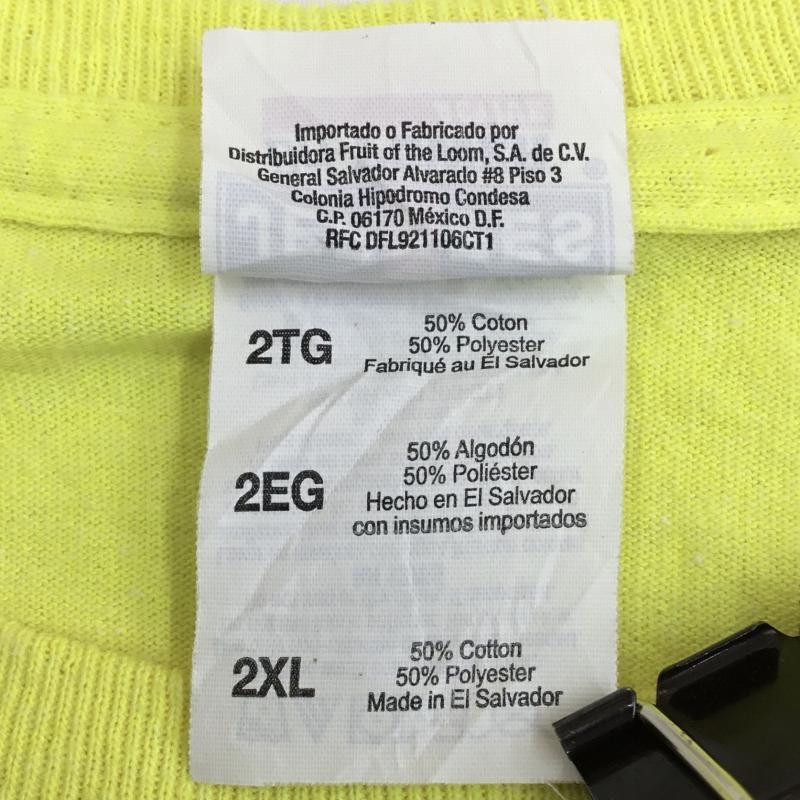 Importado o Fabricado por
Distribuidora Fruit of the Loom, S.A. de C.V.
General Salvador Alvarado #8 Piso 3
Colonia Hipodromo Condesa
C.P. 06170 México D.F.
RFC DFL921106CT1
2TG
50% Coton
50% Polyester
Fabriqué au El Salvador
2EG
50% Algodón
50% Poliéster
Hecho en El Salvador
con insumos importados
2XL
50% Cotton
50% Polyester
Made in El Salvador